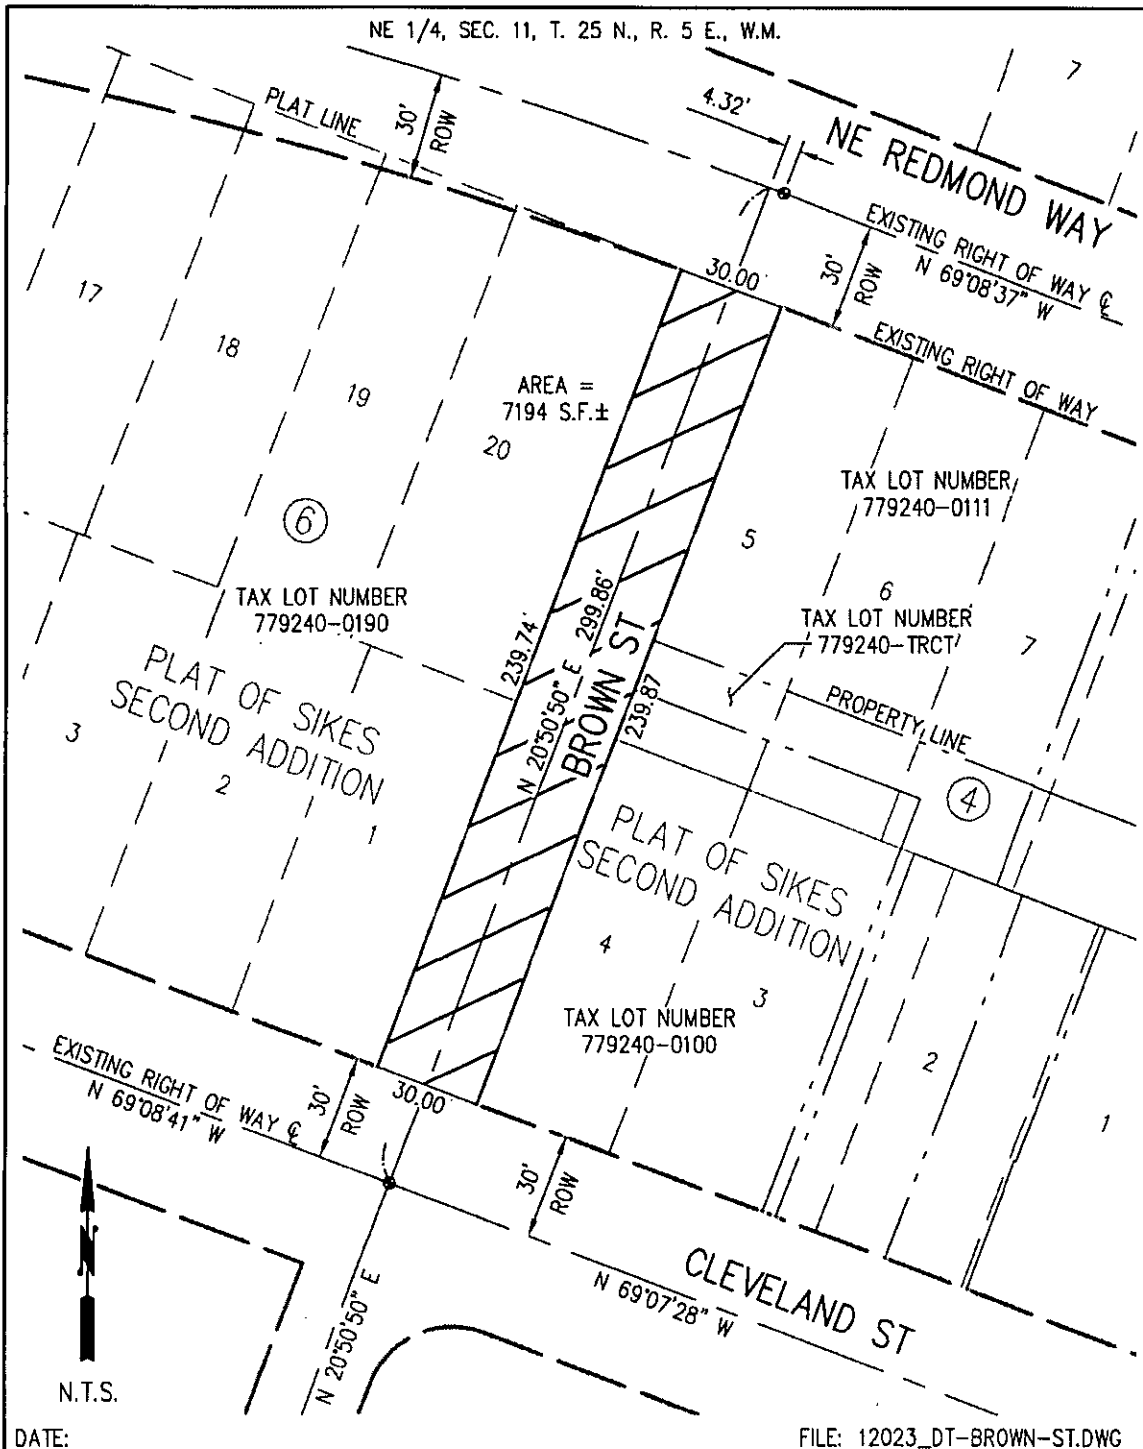 NE 1/4, SEC. 11, T. 25 N., R. 5 E., W.M.
7
4.32'
PLAT LINE
30'
ROW
NE REDMOND WAY
EXISTING RIGHT OF WAY ℄
N 69°08'37" W
30'
ROW
30.00'
EXISTING RIGHT OF WAY
17
18
19
20
AREA =
7194 S.F.±
TAX LOT NUMBER
779240-0111
5
6
7
6
TAX LOT NUMBER
779240-0190
TAX LOT NUMBER
779240-TRCT
239.74'
299.86'
N 20°50'50" E
BROWN ST
239.87
PROPERTY LINE
4
PLAT OF SIKES
SECOND ADDITION
3
2
1
PLAT OF SIKES
SECOND ADDITION
4
3
2
1
TAX LOT NUMBER
779240-0100
EXISTING RIGHT OF WAY ℄
N 69°08'41" W
30'
ROW
30.00'
30'
ROW
CLEVELAND ST
N 69°07'28" W
N 20°50'50" E
N
N.T.S.
DATE:
FILE: 12023_DT-BROWN-ST.DWG